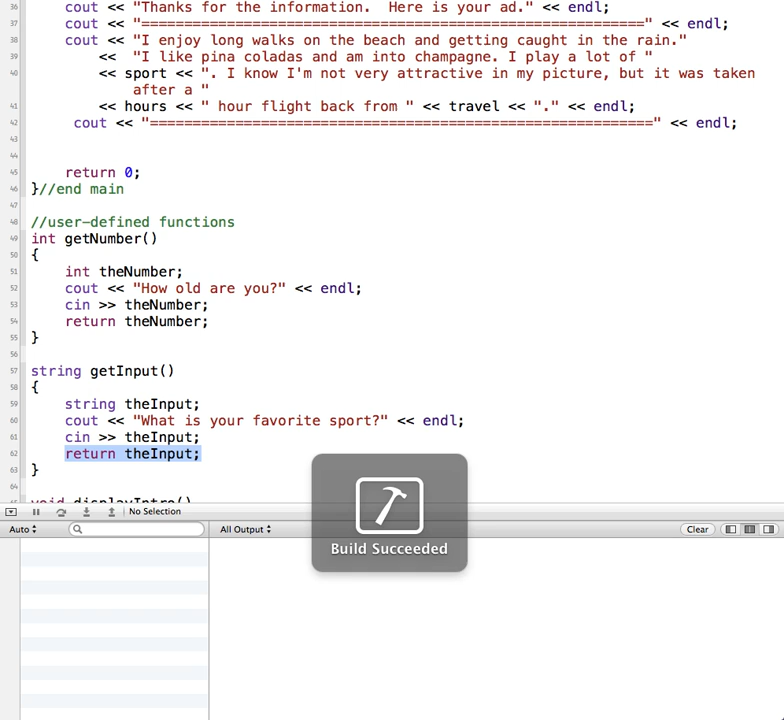 36 cout << "Thanks for the information.  Here is your ad." << endl;
37 cout << "===========================================================" << endl;
38 cout << "I enjoy long walks on the beach and getting caught in the rain."
39 <<  "I like pina coladas and am into champagne. I play a lot of "
40 << sport << ". I know I'm not very attractive in my picture, but it was taken
after a "
41 << hours << " hour flight back from " << travel << "." << endl;
42 cout << "===========================================================" << endl;
43
44
45 return 0;
46 }//end main
47
48 //user-defined functions
49 int getNumber()
50 {
51 int theNumber;
52 cout << "How old are you?" << endl;
53 cin >> theNumber;
54 return theNumber;
55 }
56
57 string getInput()
58 {
59 string theInput;
60 cout << "What is your favorite sport?" << endl;
61 cin >> theInput;
62 return theInput;
63 }
64
void displayIntro()
No Selection
Auto
All Output
Clear
Build Succeeded